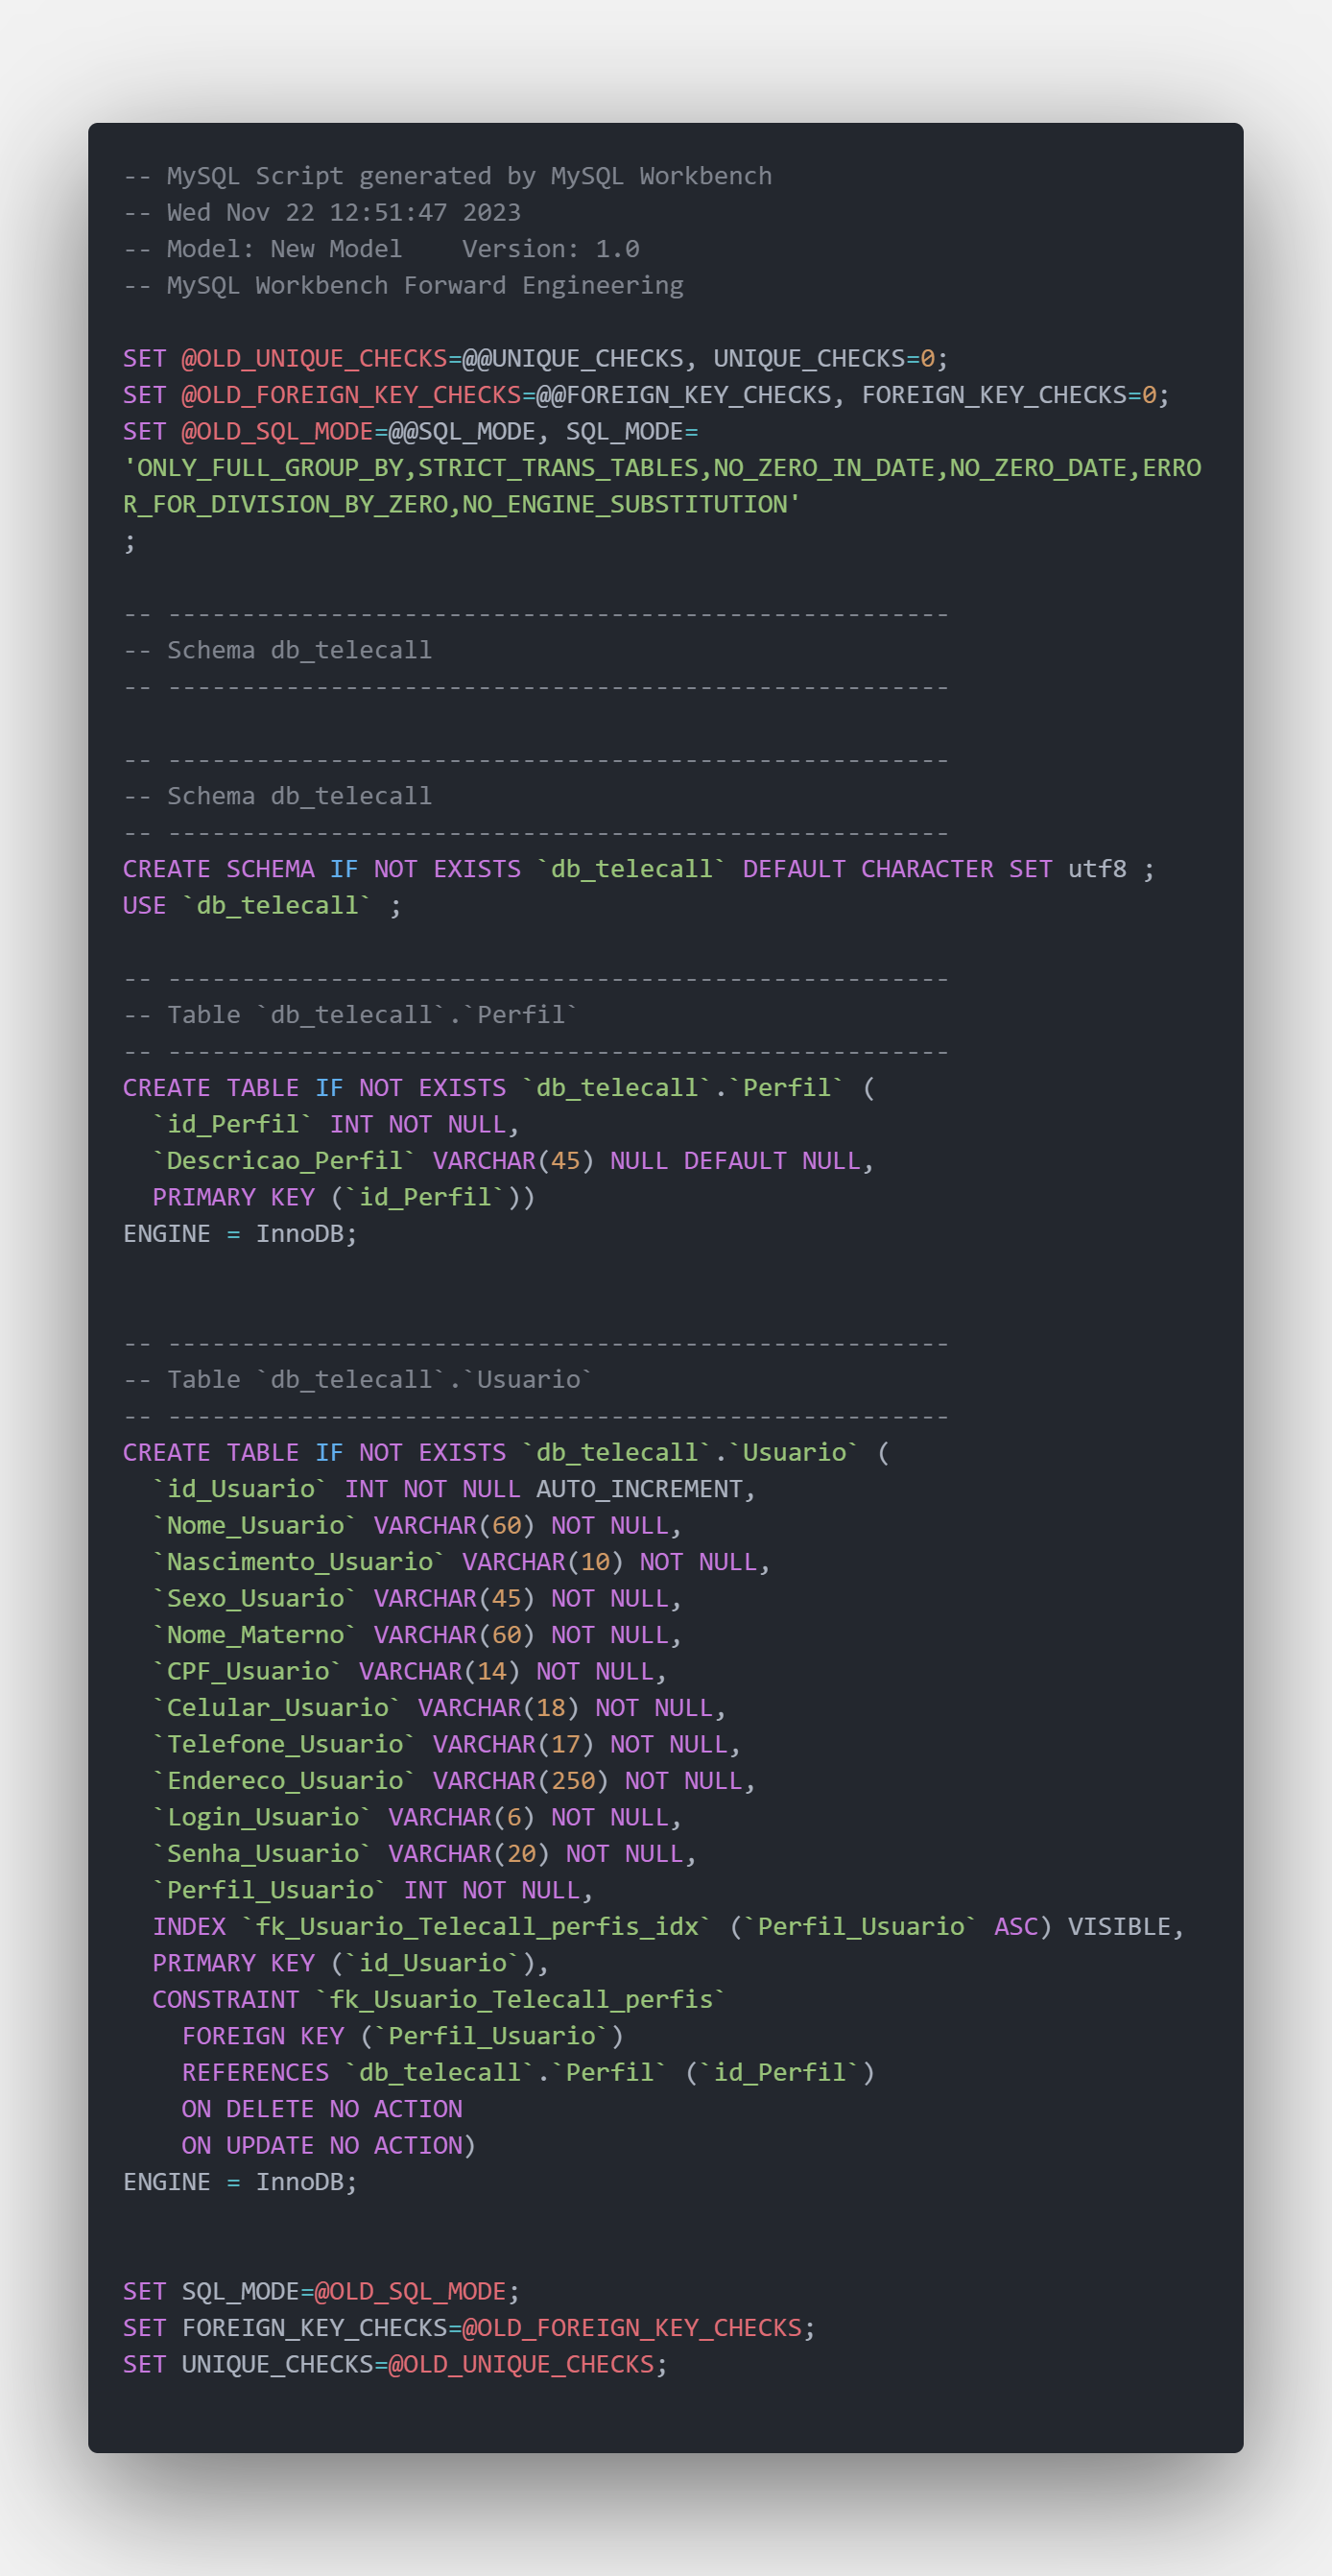 -- MySQL Script generated by MySQL Workbench
-- Wed Nov 22 12:51:47 2023
-- Model: New Model    Version: 1.0
-- MySQL Workbench Forward Engineering

SET @OLD_UNIQUE_CHECKS=@@UNIQUE_CHECKS, UNIQUE_CHECKS=0;
SET @OLD_FOREIGN_KEY_CHECKS=@@FOREIGN_KEY_CHECKS, FOREIGN_KEY_CHECKS=0;
SET @OLD_SQL_MODE=@@SQL_MODE, SQL_MODE=
'ONLY_FULL_GROUP_BY,STRICT_TRANS_TABLES,NO_ZERO_IN_DATE,NO_ZERO_DATE,ERRO
R_FOR_DIVISION_BY_ZERO,NO_ENGINE_SUBSTITUTION'
;

-- -----------------------------------------------------
-- Schema db_telecall
-- -----------------------------------------------------

-- -----------------------------------------------------
-- Schema db_telecall
-- -----------------------------------------------------
CREATE SCHEMA IF NOT EXISTS `db_telecall` DEFAULT CHARACTER SET utf8 ;
USE `db_telecall` ;

-- -----------------------------------------------------
-- Table `db_telecall`.`Perfil`
-- -----------------------------------------------------
CREATE TABLE IF NOT EXISTS `db_telecall`.`Perfil` (
  `id_Perfil` INT NOT NULL,
  `Descricao_Perfil` VARCHAR(45) NULL DEFAULT NULL,
  PRIMARY KEY (`id_Perfil`))
ENGINE = InnoDB;


-- -----------------------------------------------------
-- Table `db_telecall`.`Usuario`
-- -----------------------------------------------------
CREATE TABLE IF NOT EXISTS `db_telecall`.`Usuario` (
  `id_Usuario` INT NOT NULL AUTO_INCREMENT,
  `Nome_Usuario` VARCHAR(60) NOT NULL,
  `Nascimento_Usuario` VARCHAR(10) NOT NULL,
  `Sexo_Usuario` VARCHAR(45) NOT NULL,
  `Nome_Materno` VARCHAR(60) NOT NULL,
  `CPF_Usuario` VARCHAR(14) NOT NULL,
  `Celular_Usuario` VARCHAR(18) NOT NULL,
  `Telefone_Usuario` VARCHAR(17) NOT NULL,
  `Endereco_Usuario` VARCHAR(250) NOT NULL,
  `Login_Usuario` VARCHAR(6) NOT NULL,
  `Senha_Usuario` VARCHAR(20) NOT NULL,
  `Perfil_Usuario` INT NOT NULL,
  INDEX `fk_Usuario_Telecall_perfis_idx` (`Perfil_Usuario` ASC) VISIBLE,
  PRIMARY KEY (`id_Usuario`),
  CONSTRAINT `fk_Usuario_Telecall_perfis`
    FOREIGN KEY (`Perfil_Usuario`)
    REFERENCES `db_telecall`.`Perfil` (`id_Perfil`)
    ON DELETE NO ACTION
    ON UPDATE NO ACTION)
ENGINE = InnoDB;


SET SQL_MODE=@OLD_SQL_MODE;
SET FOREIGN_KEY_CHECKS=@OLD_FOREIGN_KEY_CHECKS;
SET UNIQUE_CHECKS=@OLD_UNIQUE_CHECKS;